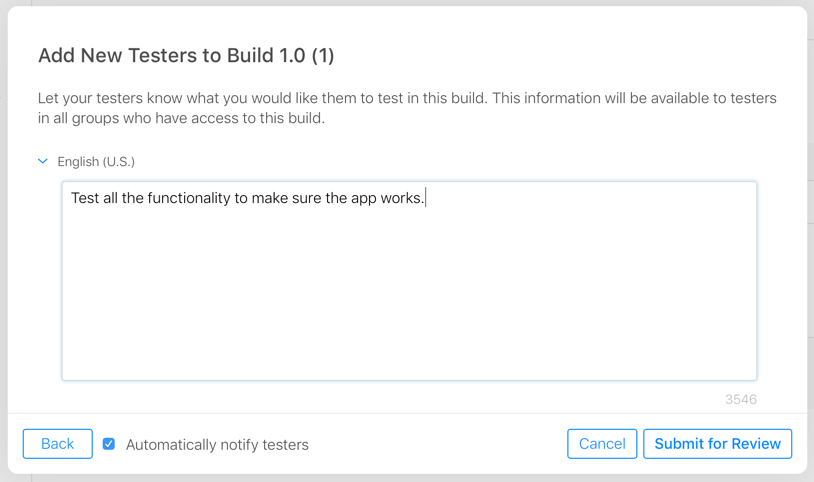 Add New Testers to Build 1.0 (1)
Let your testers know what you would like them to test in this build. This information will be available to testers
in all groups who have access to this build.
English (U.S.)
Test all the functionality to make sure the app works.
3546
Back
Automatically notify testers
Cancel
Submit for Review